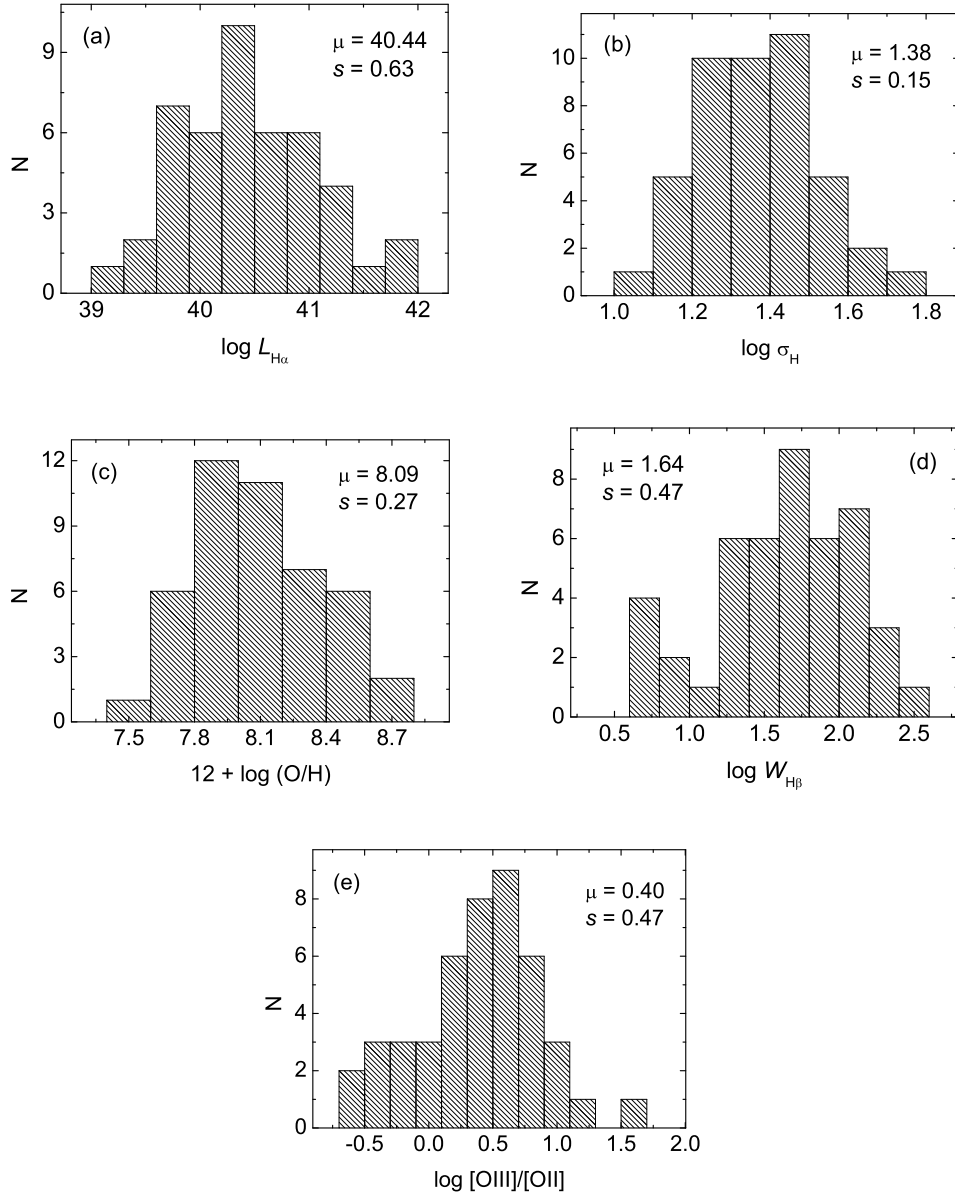 (a)
μ = 40.44
s = 0.63
9
6
3
0
N
39 40 41 42
log L_Hα
(b)
μ = 1.38
s = 0.15
10
8
6
4
2
0
N
1.0 1.2 1.4 1.6 1.8
log σ_H
(c)
μ = 8.09
s = 0.27
12
9
6
3
0
N
7.5 7.8 8.1 8.4 8.7
12 + log (O/H)
(d)
μ = 1.64
s = 0.47
8
6
4
2
0
N
0.5 1.0 1.5 2.0 2.5
log W_Hβ
(e)
μ = 0.40
s = 0.47
8
6
4
2
0
N
-0.5 0.0 0.5 1.0 1.5 2.0
log [OIII]/[OII]